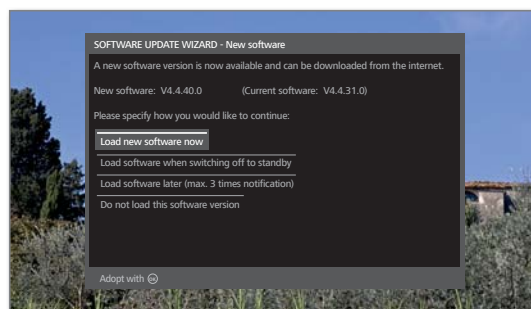 SOFTWARE UPDATE WIZARD - New software
A new software version is now available and can be downloaded from the internet.
New software: V4.4.40.0 (Current software: V4.4.31.0)
Please specify how you would like to continue:
Load new software now
Load software when switching off to standby
Load software later (max. 3 times notification)
Do not load this software version
Adopt with OK